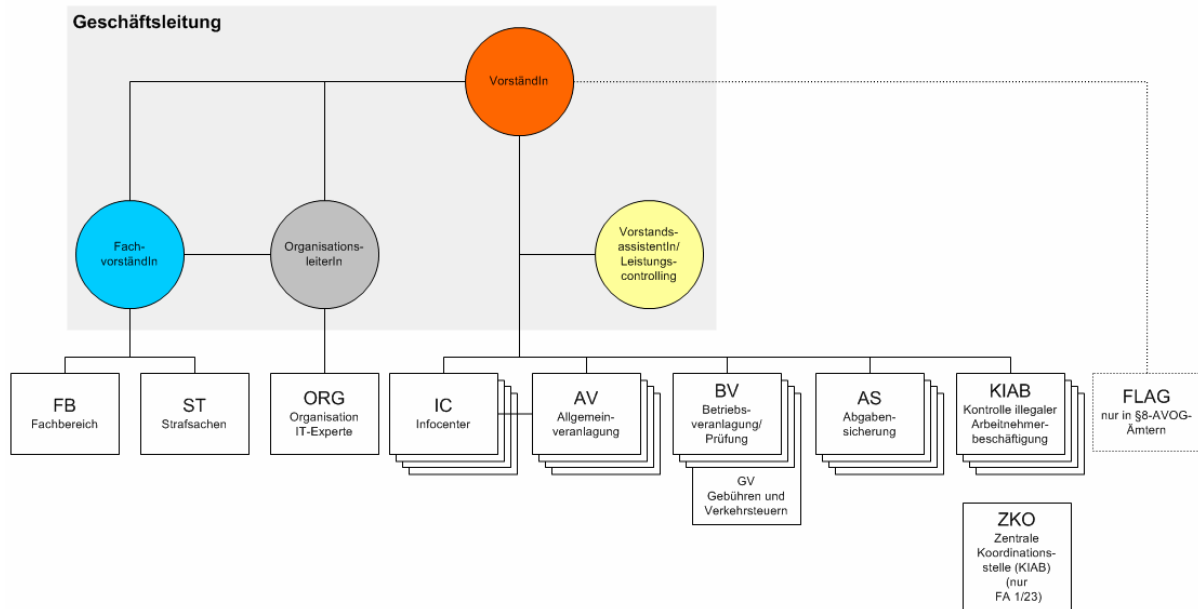 Geschäftsleitung
VorständIn
Fach-
vorständIn
Organisations-
leiterIn
Vorstands-
assistentIn/
Leistungs-
controlling
FB
Fachbereich
ST
Strafsachen
ORG
Organisation
IT-Experte
IC
Infocenter
AV
Allgemein-
veranlagung
BV
Betriebs-
veranlagung/
Prüfung
GV
Gebühren und
Verkehrsteuern
AS
Abgaben-
sicherung
KIAB
Kontrolle illegaler
Arbeitnehmer-
beschäftigung
FLAG
nur in §8-AVOG-
Ämtern
ZKO
Zentrale
Koordinations-
stelle (KIAB)
(nur
FA 1/23)